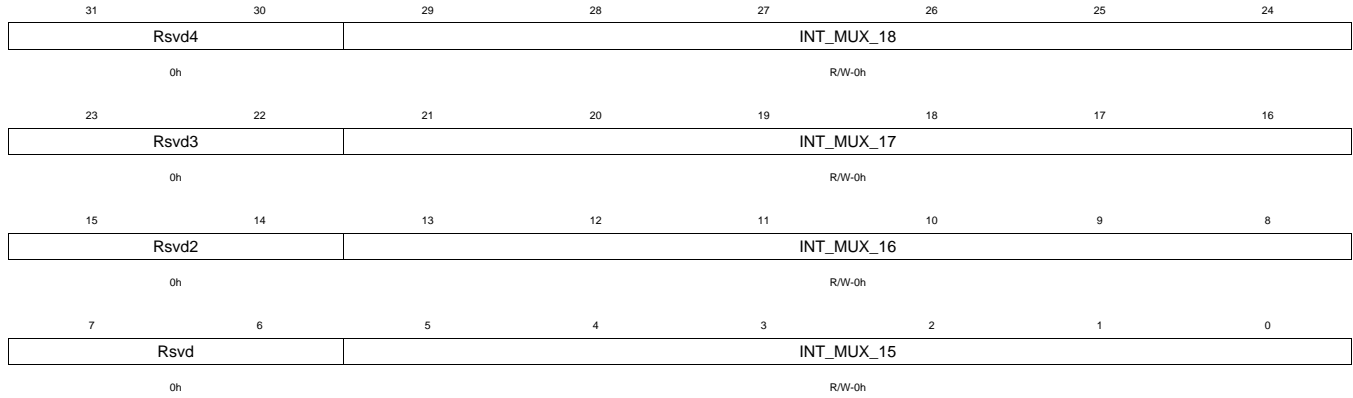 31 30 29 28 27 26 25 24
Rsvd4 INT_MUX_18
0h R/W-0h
23 22 21 20 19 18 17 16
Rsvd3 INT_MUX_17
0h R/W-0h
15 14 13 12 11 10 9 8
Rsvd2 INT_MUX_16
0h R/W-0h
7 6 5 4 3 2 1 0
Rsvd INT_MUX_15
0h R/W-0h